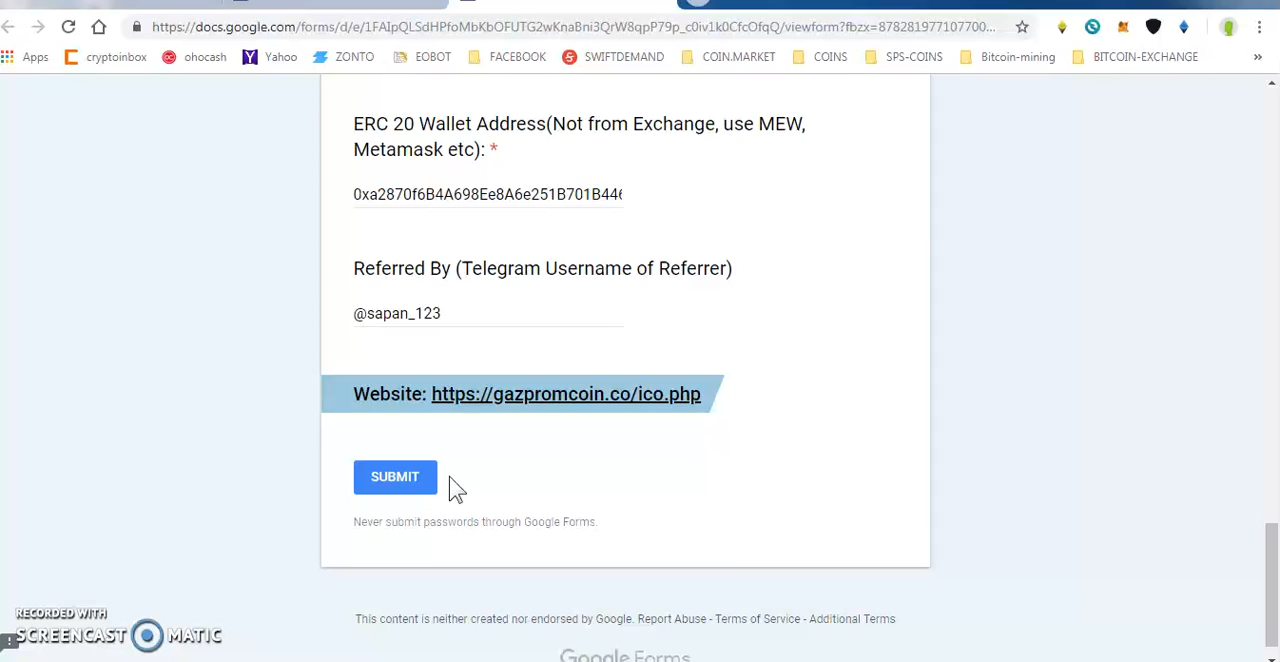 https://docs.google.com/forms/d/e/1FAIpQLSdHPfoMbKbOFUTG2wKnaBni3QrW8qpP79p_c0iv1k0CfcOfqQ/viewform?fbzx=878281977107700...
Apps cryptoinbox ohocash Yahoo ZONTO EOBOT FACEBOOK SWIFTDEMAND COIN.MARKET COINS SPS-COINS Bitcoin-mining BITCOIN-EXCHANGE »
ERC 20 Wallet Address(Not from Exchange, use MEW,
Metamask etc): *
0xa2870f6B4A698Ee8A6e251B701B446
Referred By (Telegram Username of Referrer)
@sapan_123
Website: https://gazpromcoin.co/ico.php
SUBMIT
Never submit passwords through Google Forms.
This content is neither created nor endorsed by Google. Report Abuse - Terms of Service - Additional Terms
Google Forms
RECORDED WITH
SCREENCAST MATIC